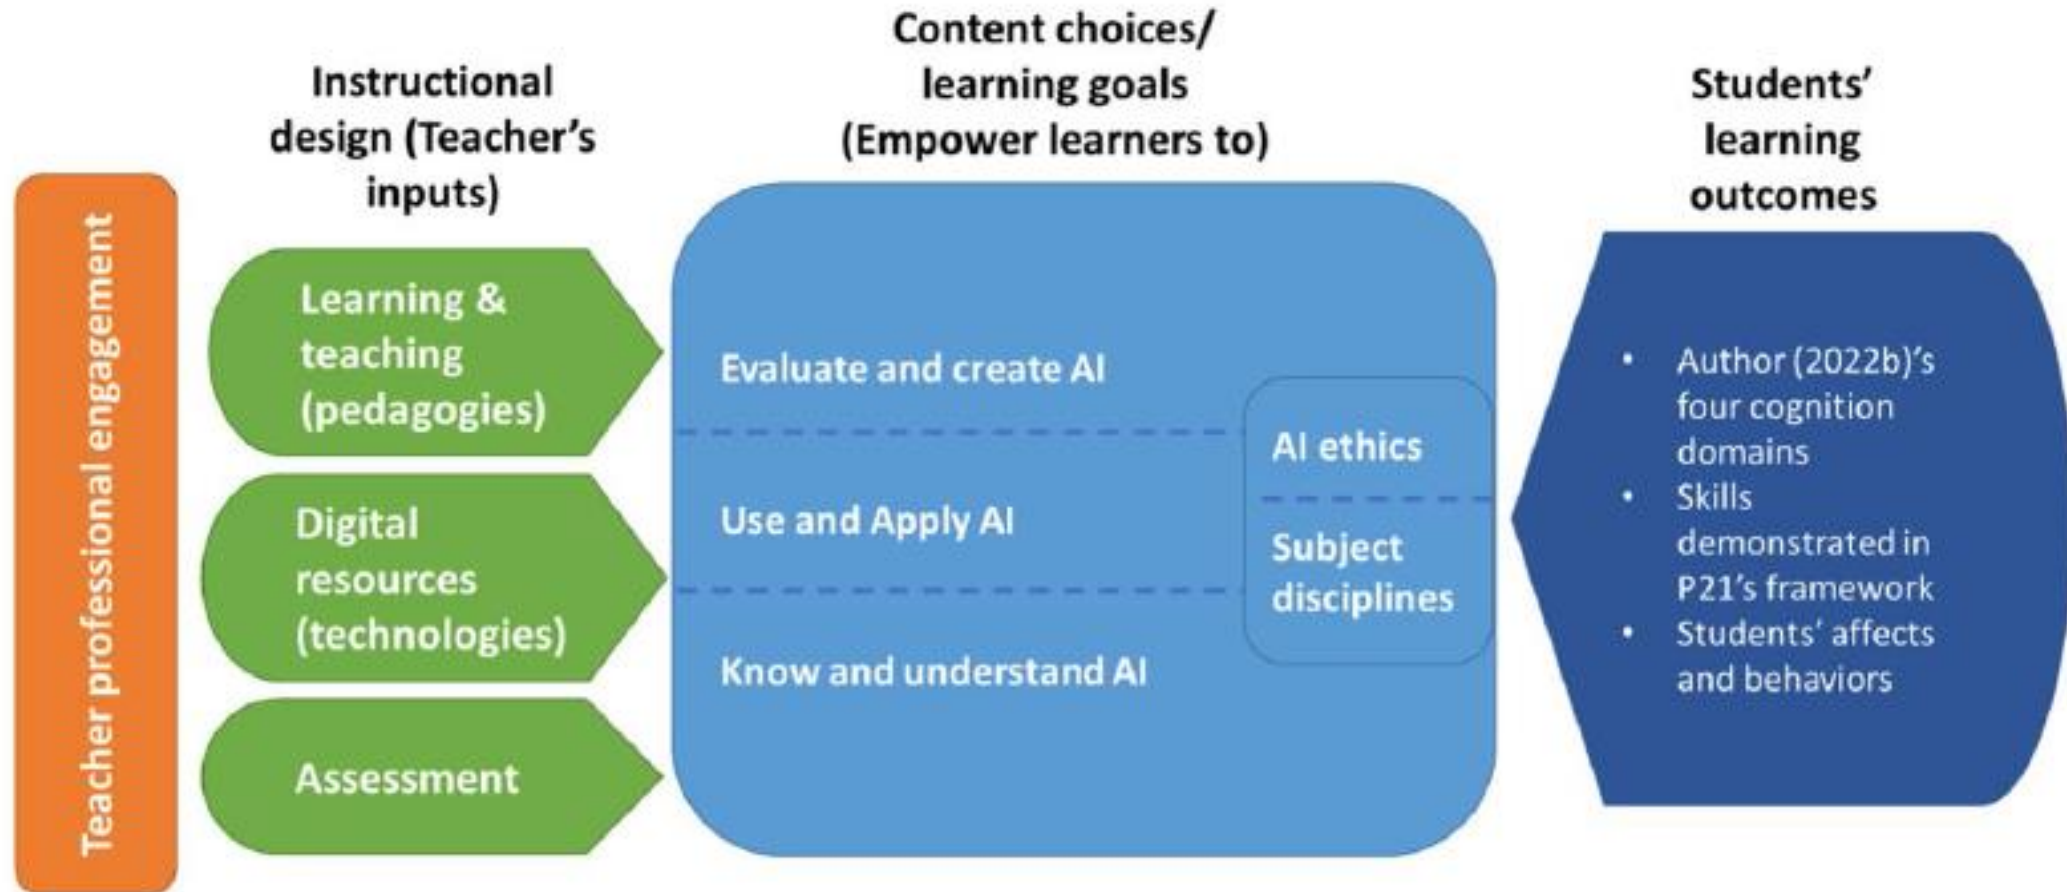 Teacher professional engagement
Instructional
design (Teacher’s
inputs)
Learning &
teaching
(pedagogies)
Digital
resources
(technologies)
Assessment
Content choices/
learning goals
(Empower learners to)
Evaluate and create AI
Use and Apply AI
Know and understand AI
AI ethics
Subject
disciplines
Students’
learning
outcomes
• Author (2022b)’s
four cognition
domains
• Skills
demonstrated in
P21’s framework
• Students’ affects
and behaviors